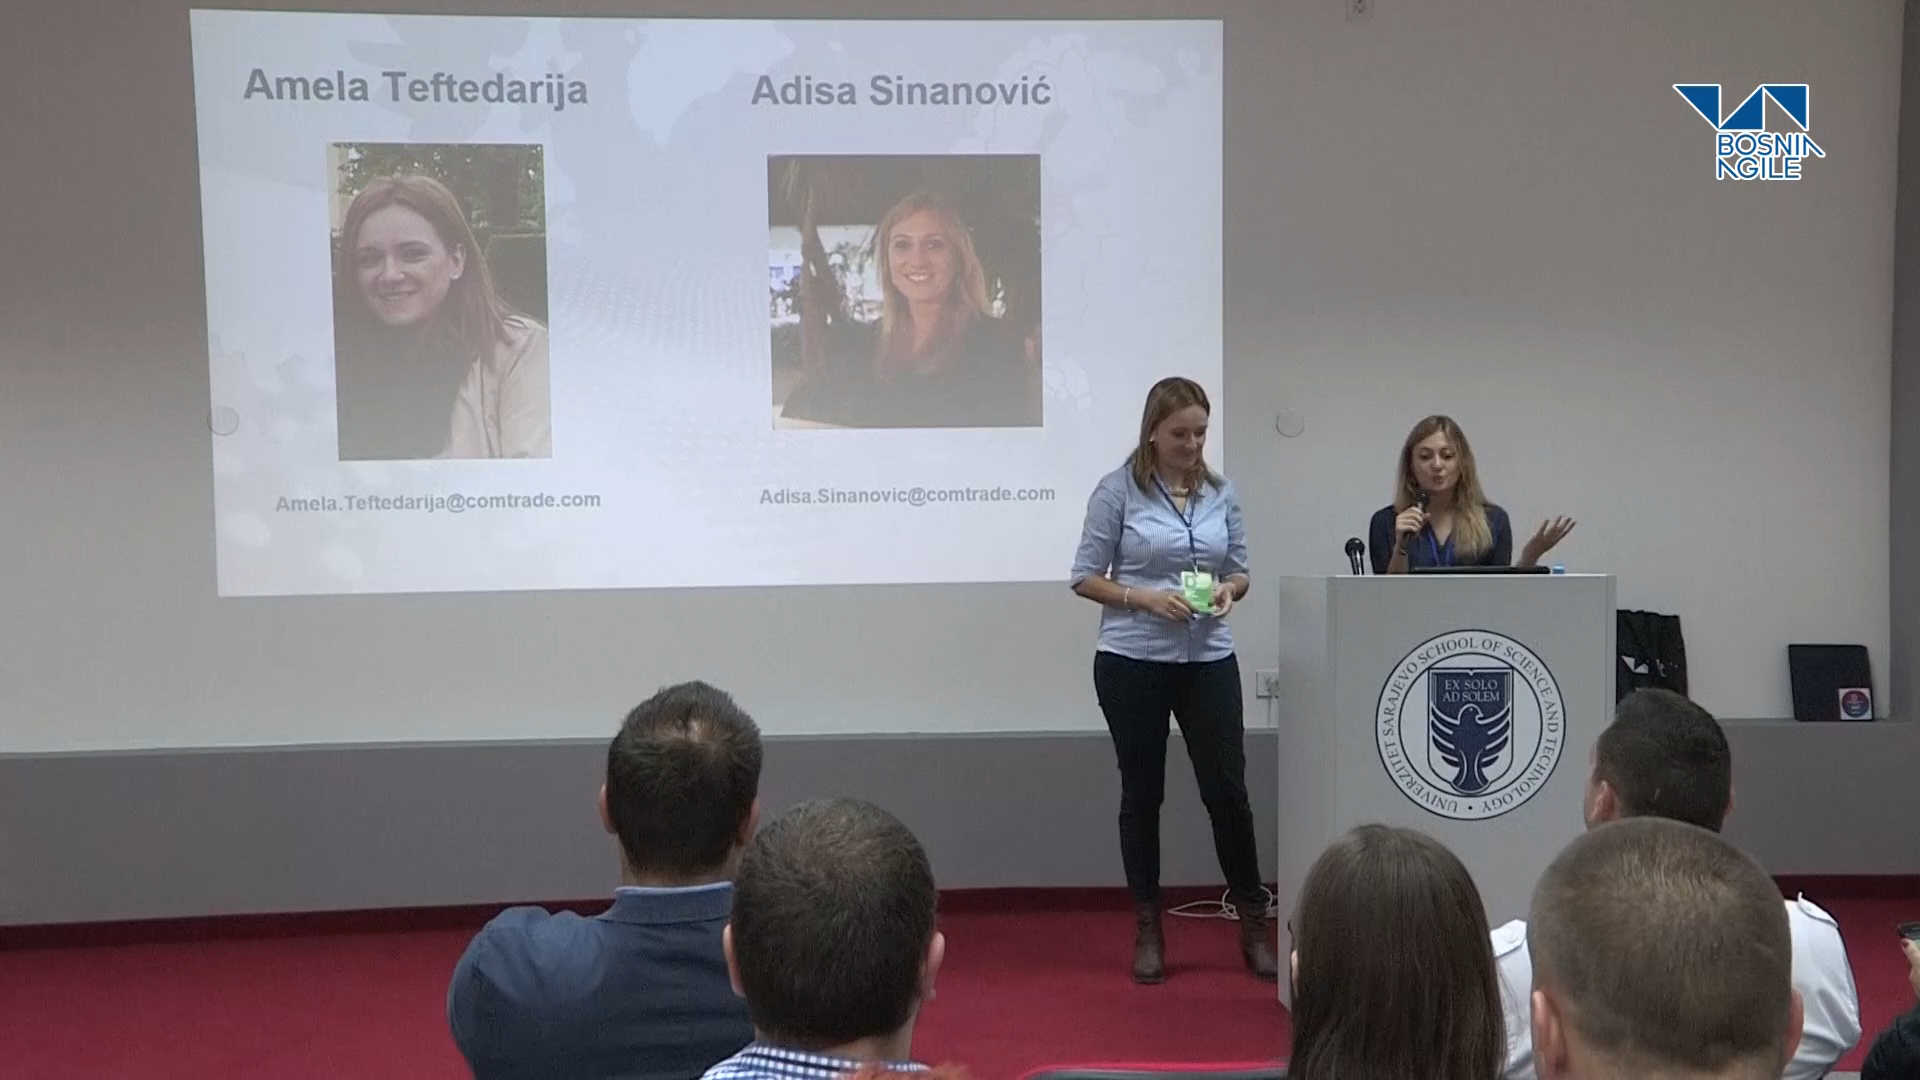 Amela Teftedarija
Adisa Sinanović
Amela.Teftedarija@comtrade.com
Adisa.Sinanovic@comtrade.com
BOSNIA
AGILE
UNIVERZITET SARAJEVO SCHOOL OF SCIENCE AND TECHNOLOGY
EX SOLO
AD SOLEM